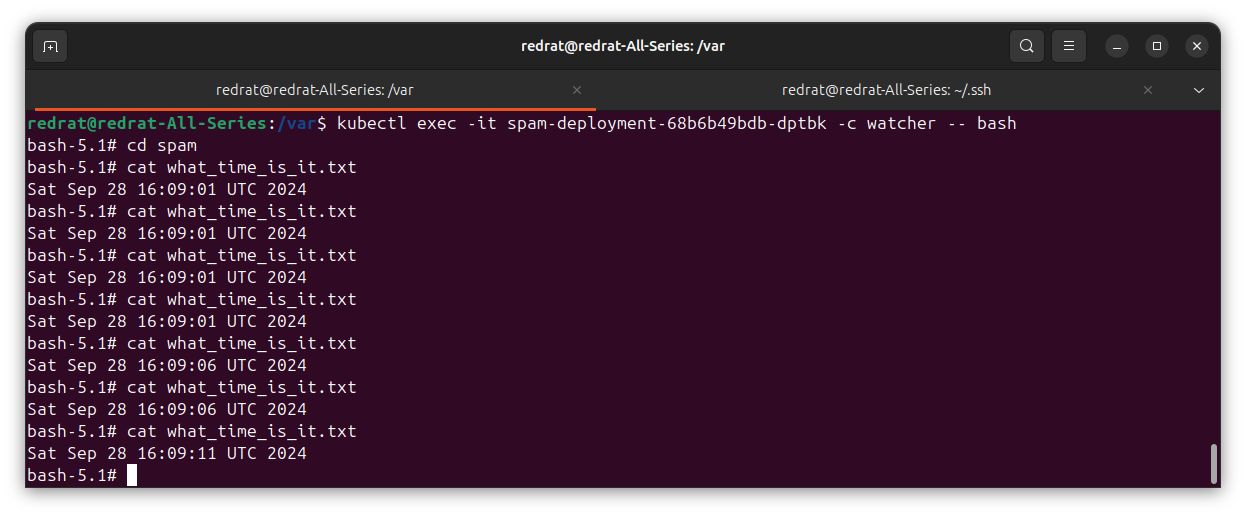 redrat@redrat-All-Series: /var
redrat@redrat-All-Series: /var
redrat@redrat-All-Series: ~/.ssh
redrat@redrat-All-Series:/var$ kubectl exec -it spam-deployment-68b6b49bdb-dptbk -c watcher -- bash
bash-5.1# cd spam
bash-5.1# cat what_time_is_it.txt
Sat Sep 28 16:09:01 UTC 2024
bash-5.1# cat what_time_is_it.txt
Sat Sep 28 16:09:01 UTC 2024
bash-5.1# cat what_time_is_it.txt
Sat Sep 28 16:09:01 UTC 2024
bash-5.1# cat what_time_is_it.txt
Sat Sep 28 16:09:01 UTC 2024
bash-5.1# cat what_time_is_it.txt
Sat Sep 28 16:09:06 UTC 2024
bash-5.1# cat what_time_is_it.txt
Sat Sep 28 16:09:06 UTC 2024
bash-5.1# cat what_time_is_it.txt
Sat Sep 28 16:09:11 UTC 2024
bash-5.1#